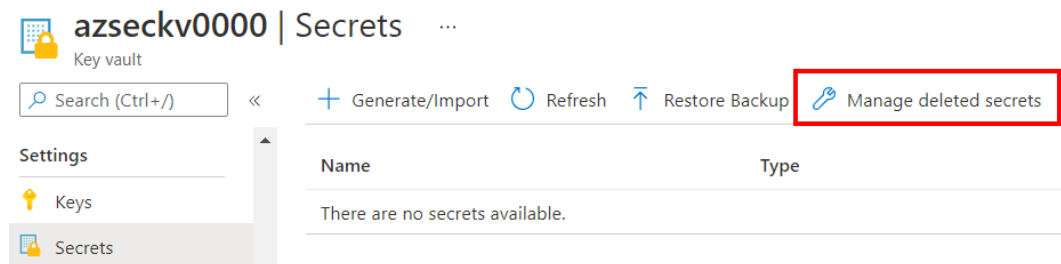 azseckv0000 | Secrets ...
Key vault
Search (Ctrl+/) «
Generate/Import Refresh Restore Backup Manage deleted secrets
Settings
Name Type
Keys
There are no secrets available.
Secrets